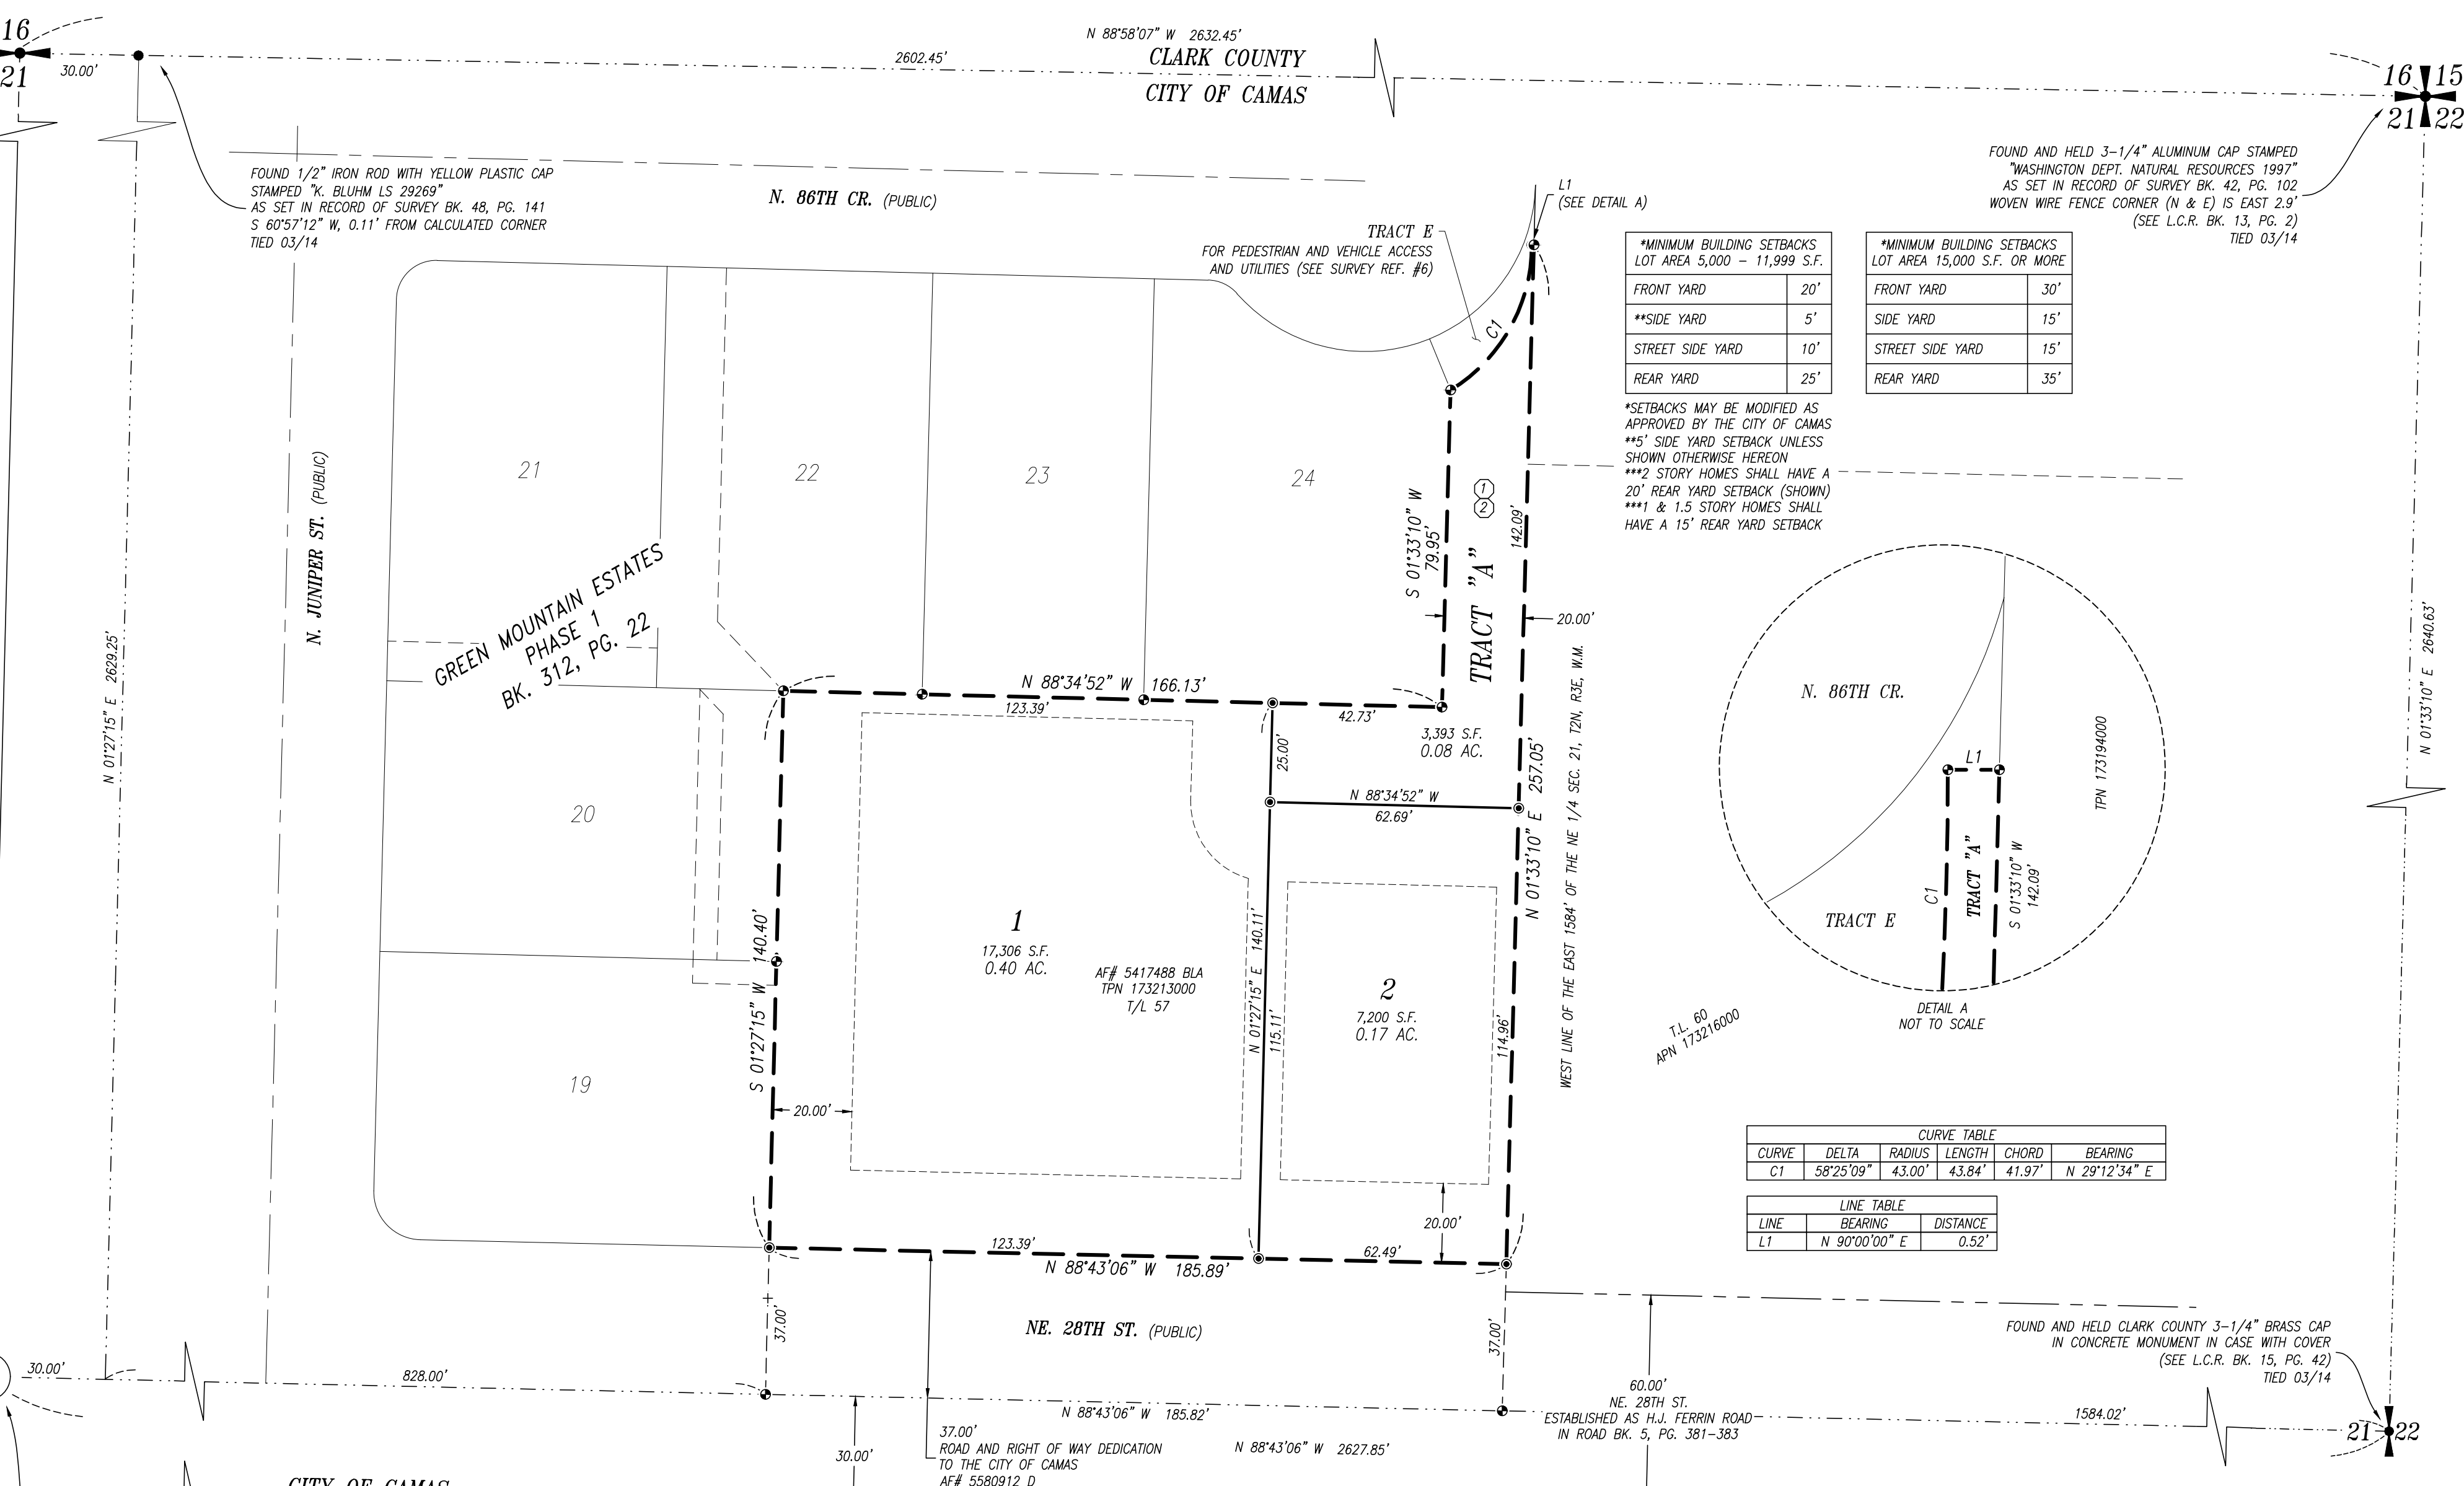 16
21
30.00'
2602.45'
N 88°58'07" W 2632.45'
CLARK COUNTY
CITY OF CAMAS
16 15
21 22
FOUND 1/2" IRON ROD WITH YELLOW PLASTIC CAP
STAMPED "K. BLUHM LS 29269"
AS SET IN RECORD OF SURVEY BK. 48, PG. 141
S 60°57'12" W, 0.11' FROM CALCULATED CORNER
TIED 03/14
N. 86TH CR. (PUBLIC)
L1
(SEE DETAIL A)
TRACT E
FOR PEDESTRIAN AND VEHICLE ACCESS
AND UTILITIES (SEE SURVEY REF. #6)
C1
FOUND AND HELD 3-1/4" ALUMINUM CAP STAMPED
"WASHINGTON DEPT. NATURAL RESOURCES 1997"
AS SET IN RECORD OF SURVEY BK. 42, PG. 102
WOVEN WIRE FENCE CORNER (N & E) IS EAST 2.9'
(SEE L.C.R. BK. 13, PG. 2)
TIED 03/14
*MINIMUM BUILDING SETBACKS
LOT AREA 5,000 - 11,999 S.F.
FRONT YARD 20'
**SIDE YARD 5'
STREET SIDE YARD 10'
REAR YARD 25'
*MINIMUM BUILDING SETBACKS
LOT AREA 15,000 S.F. OR MORE
FRONT YARD 30'
SIDE YARD 15'
STREET SIDE YARD 15'
REAR YARD 35'
*SETBACKS MAY BE MODIFIED AS
APPROVED BY THE CITY OF CAMAS
**5' SIDE YARD SETBACK UNLESS
SHOWN OTHERWISE HEREON
***2 STORY HOMES SHALL HAVE A
20' REAR YARD SETBACK (SHOWN)
***1 & 1.5 STORY HOMES SHALL
HAVE A 15' REAR YARD SETBACK
N 01°27'15" E 2629.25'
N. JUNIPER ST. (PUBLIC)
21
22
23
24
S 01°33'10" W
79.95'
1
2
TRACT "A"
142.09'
20.00'
GREEN MOUNTAIN ESTATES
PHASE 1
BK. 312, PG. 22
N 88°34'52" W 166.13'
123.39'
42.73'
3,393 S.F.
0.08 AC.
25.00'
N 88°34'52" W
62.69'
N 01°33'10" E 257.05'
WEST LINE OF THE EAST 1584' OF THE NE 1/4 SEC. 21, T2N, R3E, W.M.
N. 86TH CR.
L1
C1
TRACT "A"
S 01°33'10" W
142.09'
TRACT E
TPN 173194000
DETAIL A
NOT TO SCALE
N 01°33'10" E 2640.63'
20
19
S 01°27'15" W 140.40'
20.00'
1
17,306 S.F.
0.40 AC.
AF# 5417488 BLA
TPN 173213000
T/L 57
N 01°27'15" E 140.11'
115.11'
2
7,200 S.F.
0.17 AC.
114.96'
T.L. 60
APN 173216000
CURVE TABLE
CURVE DELTA RADIUS LENGTH CHORD BEARING
C1 58°25'09" 43.00' 43.84' 41.97' N 29°12'34" E
LINE TABLE
LINE BEARING DISTANCE
L1 N 90°00'00" E 0.52'
20.00'
123.39'
62.49'
N 88°43'06" W 185.89'
37.00'
NE. 28TH ST. (PUBLIC)
37.00'
FOUND AND HELD CLARK COUNTY 3-1/4" BRASS CAP
IN CONCRETE MONUMENT IN CASE WITH COVER
(SEE L.C.R. BK. 15, PG. 42)
TIED 03/14
30.00'
828.00'
N 88°43'06" W 185.82'
60.00'
NE. 28TH ST.
ESTABLISHED AS H.J. FERRIN ROAD
IN ROAD BK. 5, PG. 381-383
1584.02'
21 22
30.00'
37.00'
ROAD AND RIGHT OF WAY DEDICATION
TO THE CITY OF CAMAS
AF# 5580912 D
N 88°43'06" W 2627.85'
CITY OF CAMAS